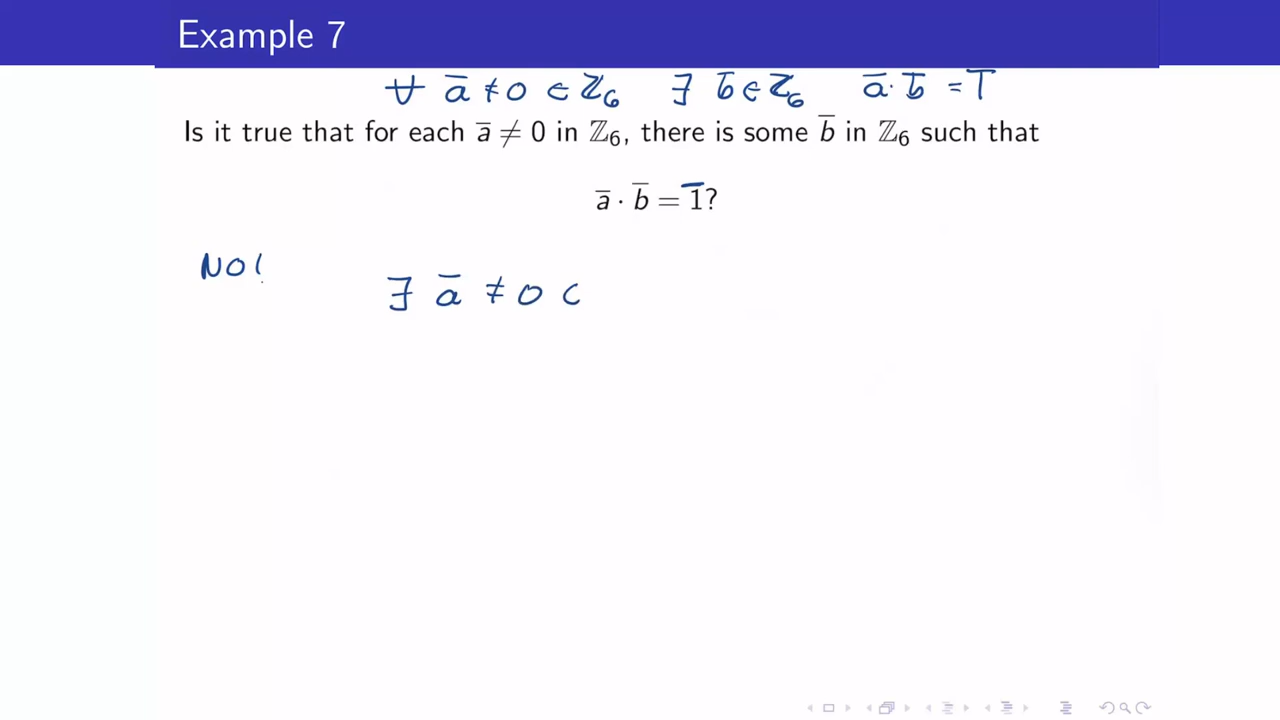 Example 7
∀ a̅ ≠ 0 ∈ ℤ₆ ∃ b̅ ∈ ℤ₆ a̅ · b̅ = 1̅
Is it true that for each a̅ ≠ 0 in ℤ₆, there is some b̅ in ℤ₆ such that
a̅ · b̅ = 1̅?
NO!
∃ a̅ ≠ 0 c